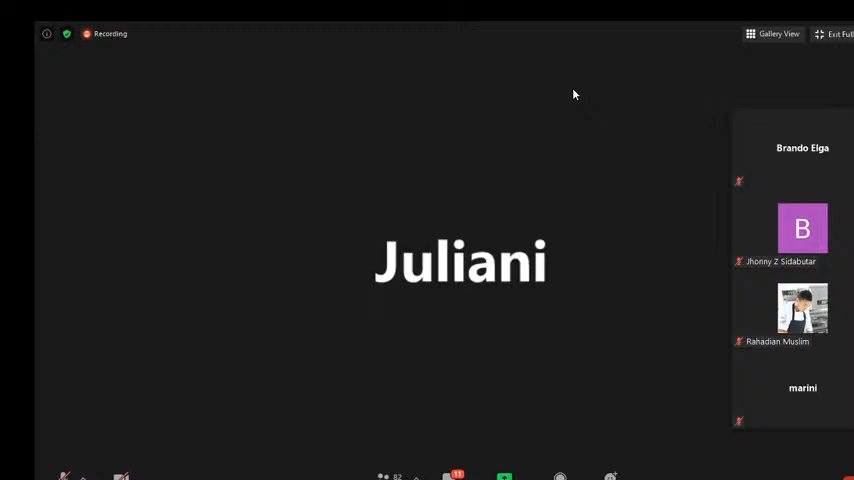 Recording
Gallery View
Exit Full
Brando Elga
B
Jhonny Z Sidabutar
Juliani
Rahadian Muslim
marini
82
11